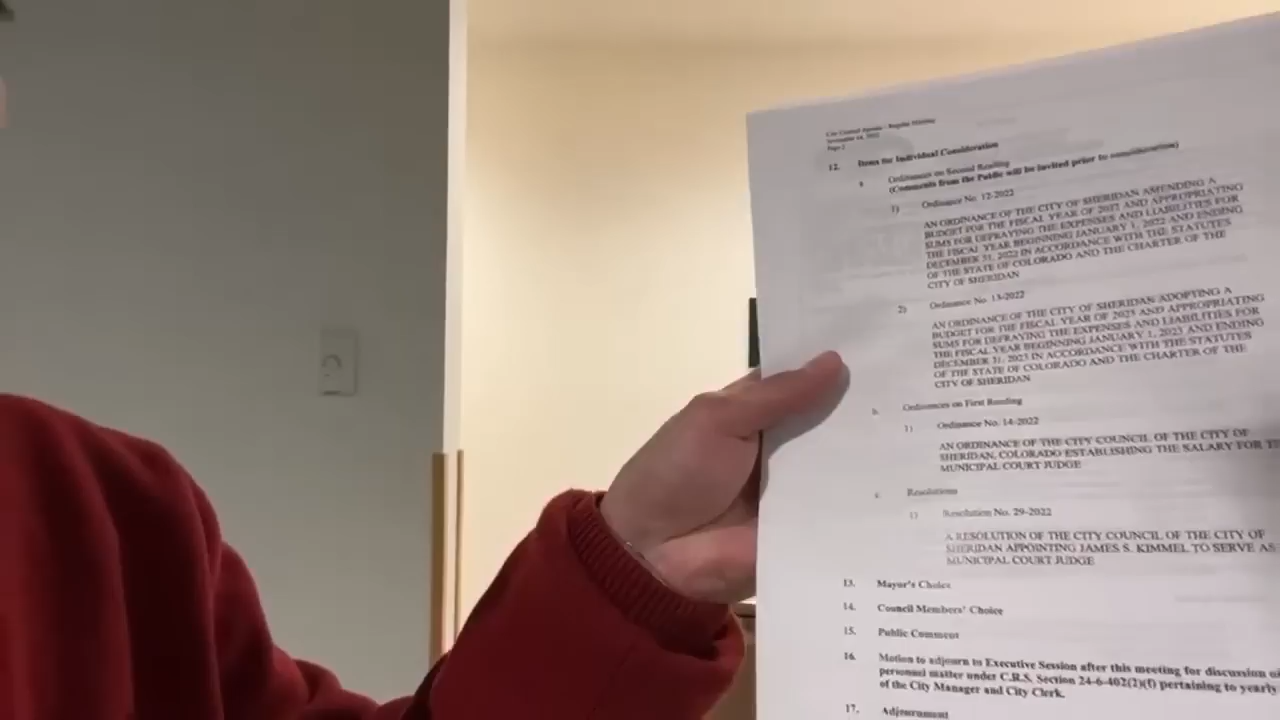 City Council Agenda - Regular Meeting
November 14, 2022
Page 2
12. Items for Individual Consideration
a. Ordinances on Second Reading
(Comments from the Public will be invited prior to consideration)
1) Ordinance No. 12-2022
AN ORDINANCE OF THE CITY OF SHERIDAN AMENDING A
BUDGET FOR THE FISCAL YEAR OF 2022 AND APPROPRIATING
SUMS FOR DEFRAYING THE EXPENSES AND LIABILITIES FOR
THE FISCAL YEAR BEGINNING JANUARY 1, 2022 AND ENDING
DECEMBER 31, 2022 IN ACCORDANCE WITH THE STATUTES
OF THE STATE OF COLORADO AND THE CHARTER OF THE
CITY OF SHERIDAN
2) Ordinance No. 13-2022
AN ORDINANCE OF THE CITY OF SHERIDAN ADOPTING A
BUDGET FOR THE FISCAL YEAR OF 2023 AND APPROPRIATING
SUMS FOR DEFRAYING THE EXPENSES AND LIABILITIES FOR
THE FISCAL YEAR BEGINNING JANUARY 1, 2023 AND ENDING
DECEMBER 31, 2023 IN ACCORDANCE WITH THE STATUTES
OF THE STATE OF COLORADO AND THE CHARTER OF THE
CITY OF SHERIDAN
b. Ordinances on First Reading
1) Ordinance No. 14-2022
AN ORDINANCE OF THE CITY COUNCIL OF THE CITY OF
SHERIDAN, COLORADO ESTABLISHING THE SALARY FOR
MUNICIPAL COURT JUDGE
c. Resolutions
1) Resolution No. 29-2022
A RESOLUTION OF THE CITY COUNCIL OF THE CITY OF
SHERIDAN APPOINTING JAMES S. KIMMEL TO SERVE AS
MUNICIPAL COURT JUDGE
13. Mayor's Choice
14. Council Members' Choice
15. Public Comment
16. Motion to adjourn to Executive Session after this meeting for discussion of
personnel matter under C.R.S. Section 24-6-402(2)(f) pertaining to yearly
of the City Manager and City Clerk.
17. Adjournment